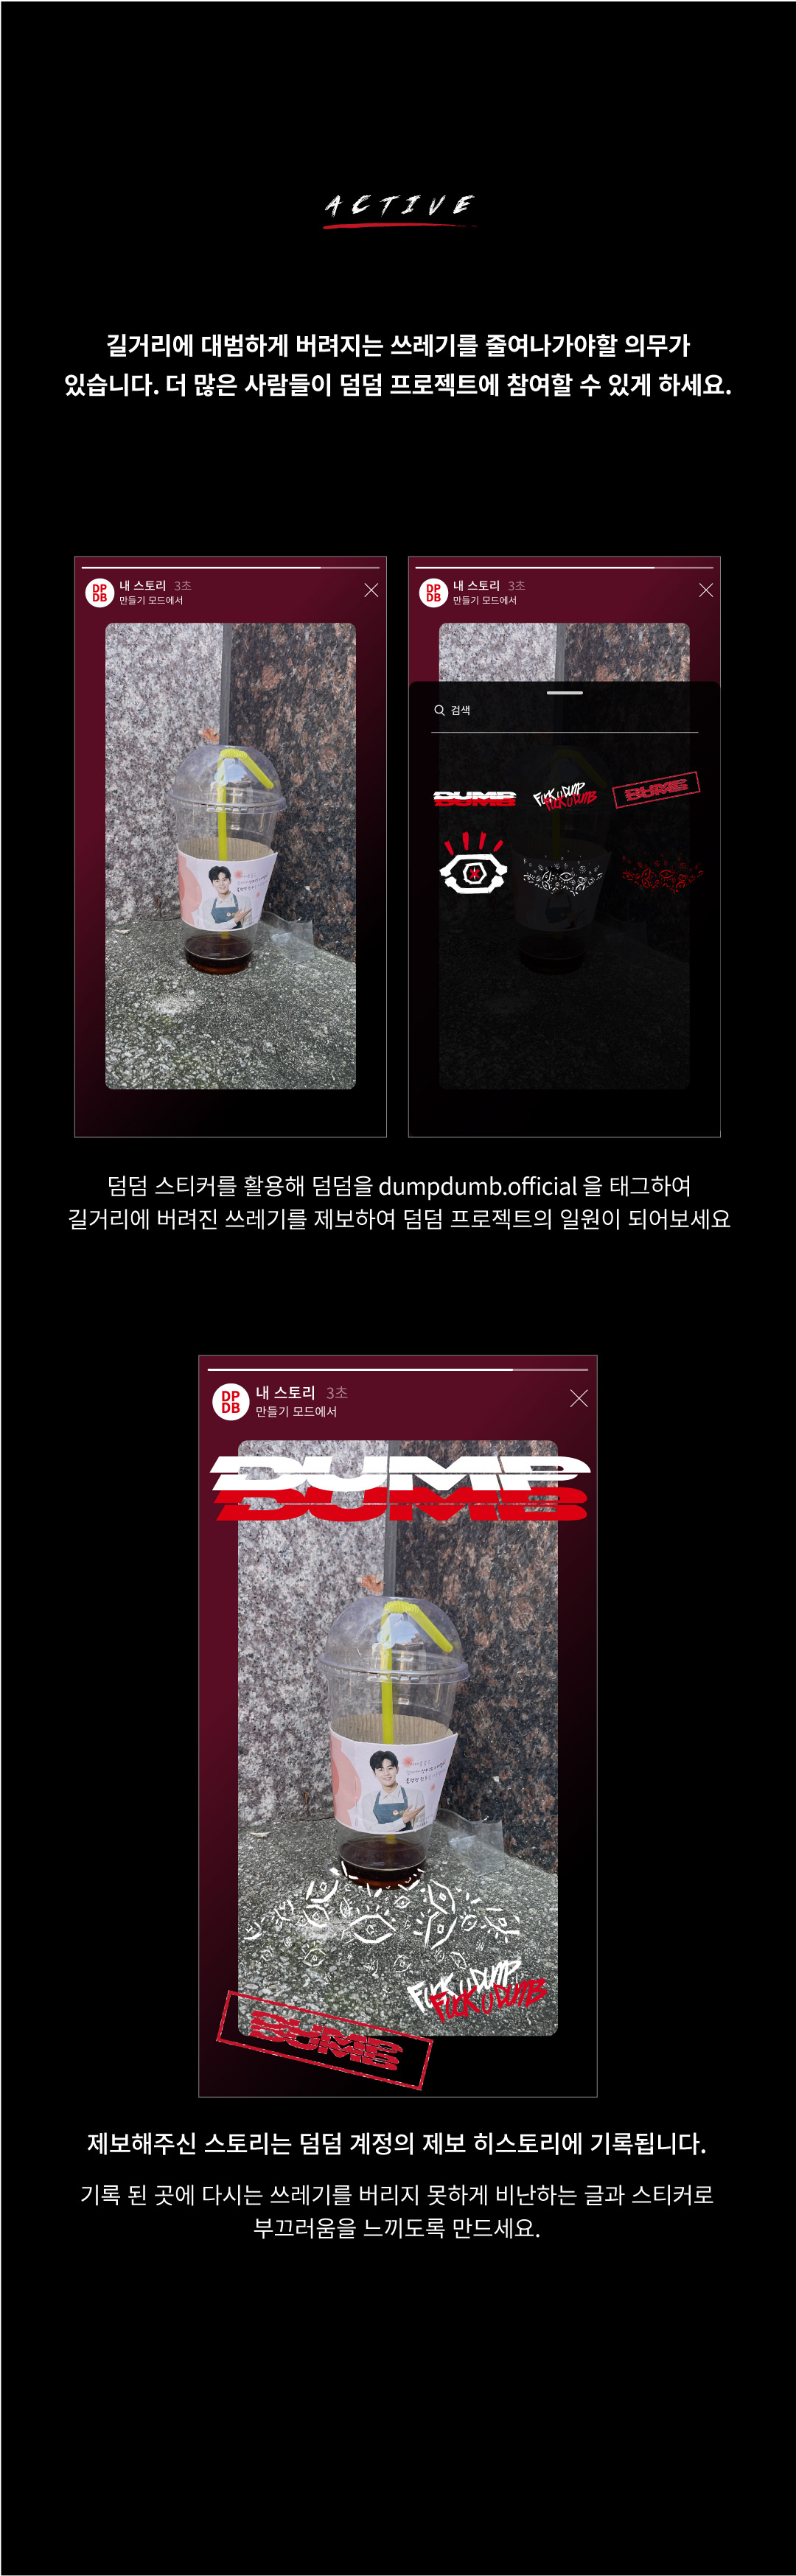 ACTIVE
길거리에 대범하게 버려지는 쓰레기를 줄여나가야할 의무가
있습니다. 더 많은 사람들이 덤덤 프로젝트에 참여할 수 있게 하세요.
DP
DB
내 스토리 3초
만들기 모드에서
DP
DB
내 스토리 3초
만들기 모드에서
검색
DUMP
DUMB
FUCK U DUMP
FUCK U DUMB
DUMP
DUMB
덤덤 스티커를 활용해 덤덤을 dumpdumb.official 을 태그하여
길거리에 버려진 쓰레기를 제보하여 덤덤 프로젝트의 일원이 되어보세요
DP
DB
내 스토리 3초
만들기 모드에서
DUMP
DUMB
FUCK U DUMP
FUCK U DUMB
DUMP
DUMB
제보해주신 스토리는 덤덤 계정의 제보 히스토리에 기록됩니다.
기록 된 곳에 다시는 쓰레기를 버리지 못하게 비난하는 글과 스티커로
부끄러움을 느끼도록 만드세요.